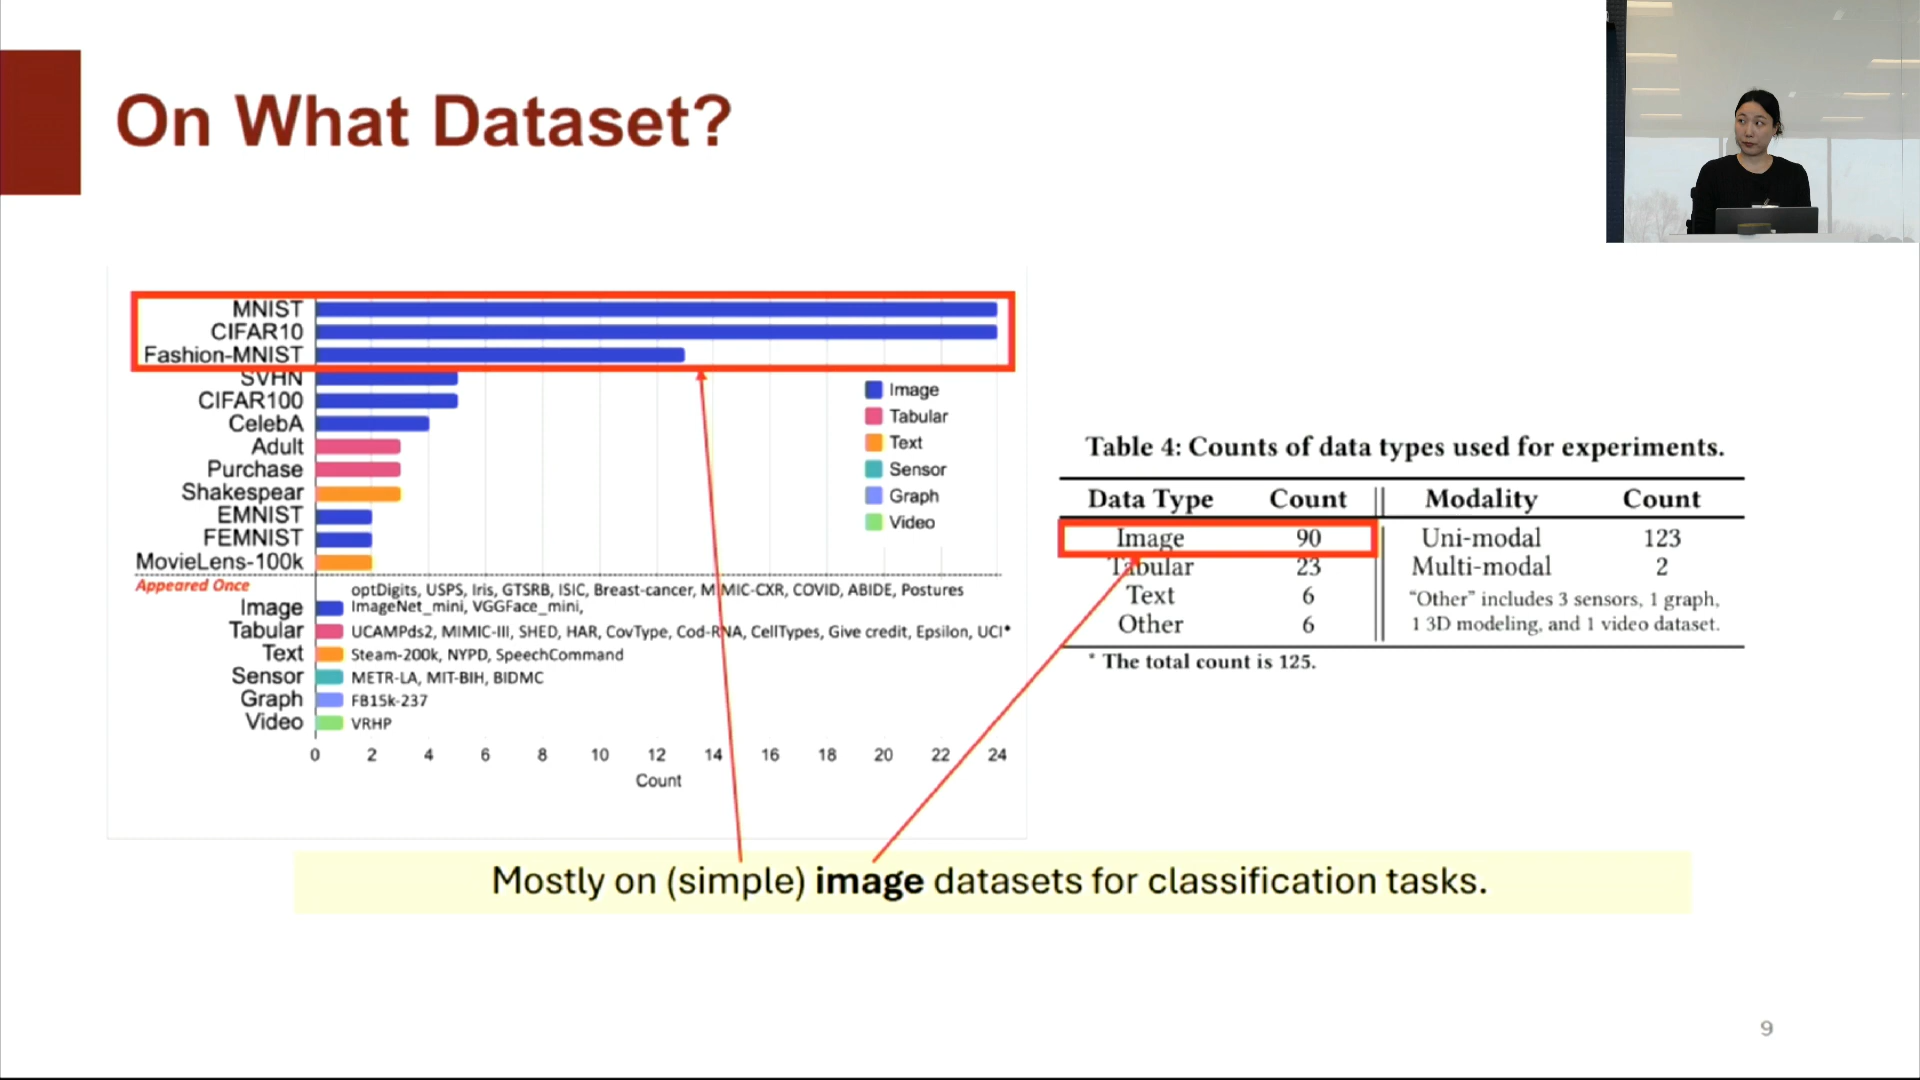 On What Dataset?
MNIST
CIFAR10
Fashion-MNIST
SVHN
CIFAR100
CelebA
Adult
Purchase
Shakespear
EMNIST
FEMNIST
MovieLens-100k
Image
Tabular
Text
Sensor
Graph
Video
Appeared Once
Image optDigits, USPS, Iris, GTSRB, ISIC, Breast-cancer, MIMIC-CXR, COVID, ABIDE, Postures
ImageNet_mini, VGGFace_mini,
Tabular UCAMPds2, MIMIC-III, SHED, HAR, CovType, Cod-RNA, CellTypes, Give credit, Epsilon, UCI*
Text Steam-200k, NYPD, SpeechCommand
Sensor METR-LA, MIT-BIH, BIDMC
Graph FB15k-237
Video VRHP
0 2 4 6 8 10 12 14 16 18 20 22 24
Count
Table 4: Counts of data types used for experiments.
Data Type Count Modality Count
Image 90 Uni-modal 123
Tabular 23 Multi-modal 2
Text 6 "Other" includes 3 sensors, 1 graph,
Other 6 1 3D modeling, and 1 video dataset.
* The total count is 125.
Mostly on (simple) image datasets for classification tasks.
9